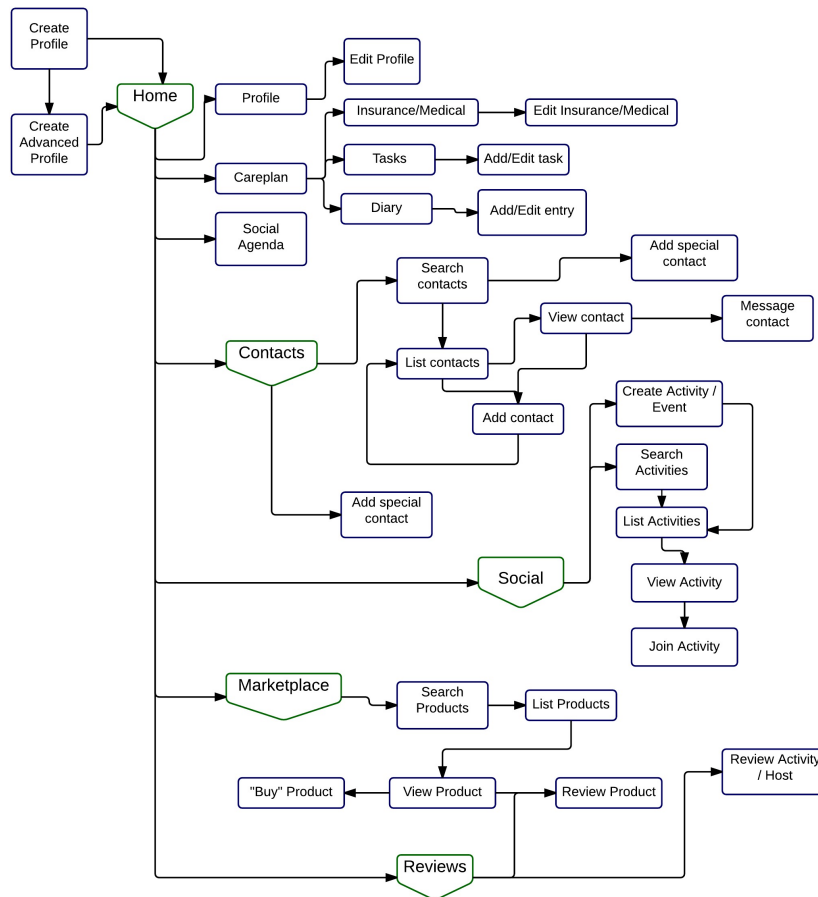 Create
Profile
Home
Create
Advanced
Profile
Profile
Edit Profile
Insurance/Medical
Edit Insurance/Medical
Careplan
Tasks
Add/Edit task
Diary
Add/Edit entry
Social
Agenda
Search
contacts
Add special
contact
View contact
Message
contact
Contacts
List contacts
Add contact
Create Activity /
Event
Search
Activities
Add special
contact
List Activities
Social
View Activity
Join Activity
Marketplace
Search
Products
List Products
"Buy" Product
View Product
Review Product
Review Activity
/ Host
Reviews